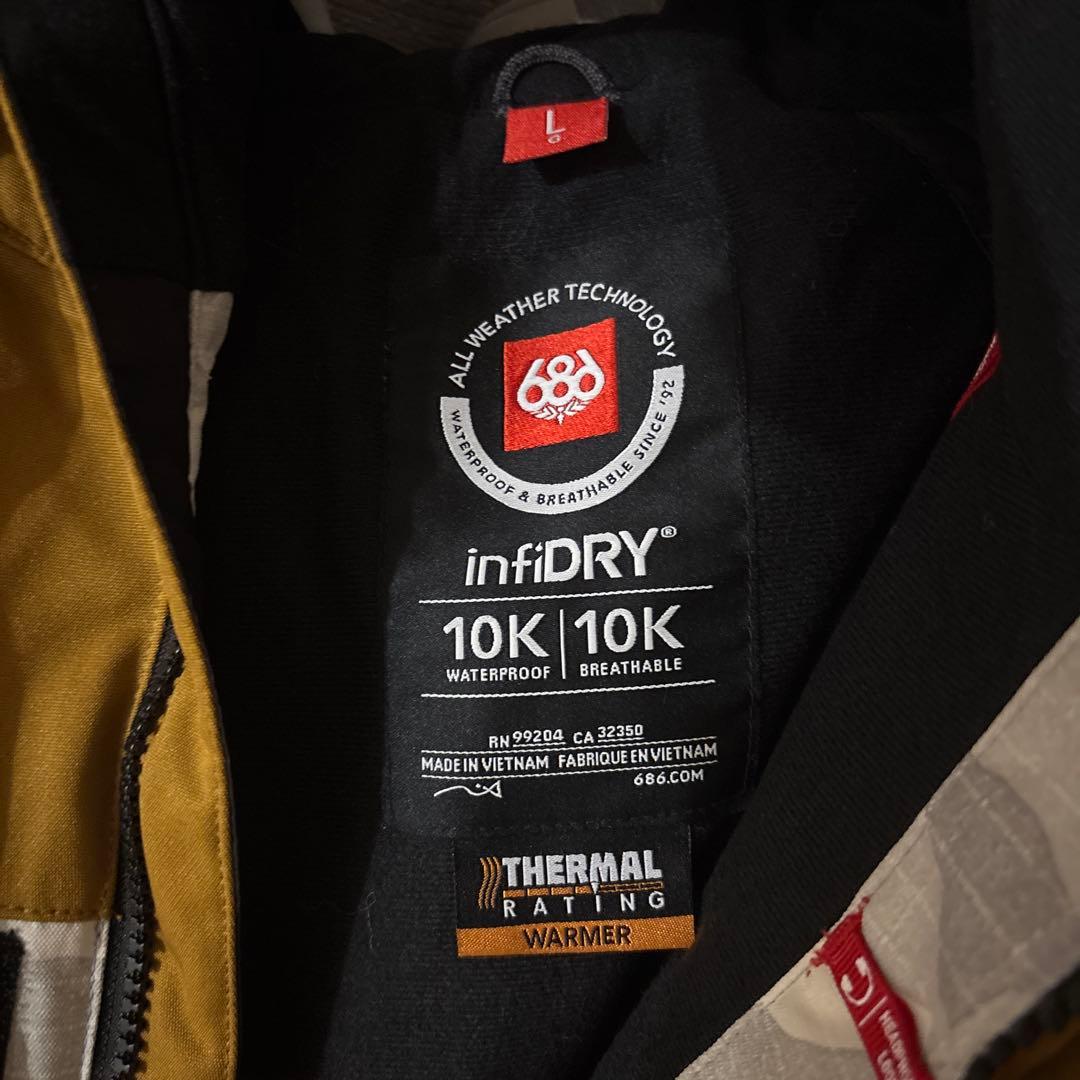 L
G
ALL WEATHER TECHNOLOGY
686
WATERPROOF & BREATHABLE SINCE '92
infiDRY®
10K | 10K
WATERPROOF BREATHABLE
RN 99204 CA 32350
MADE IN VIETNAM FABRIQUE EN VIETNAM
686.COM
THERMAL
RATING
WARMER